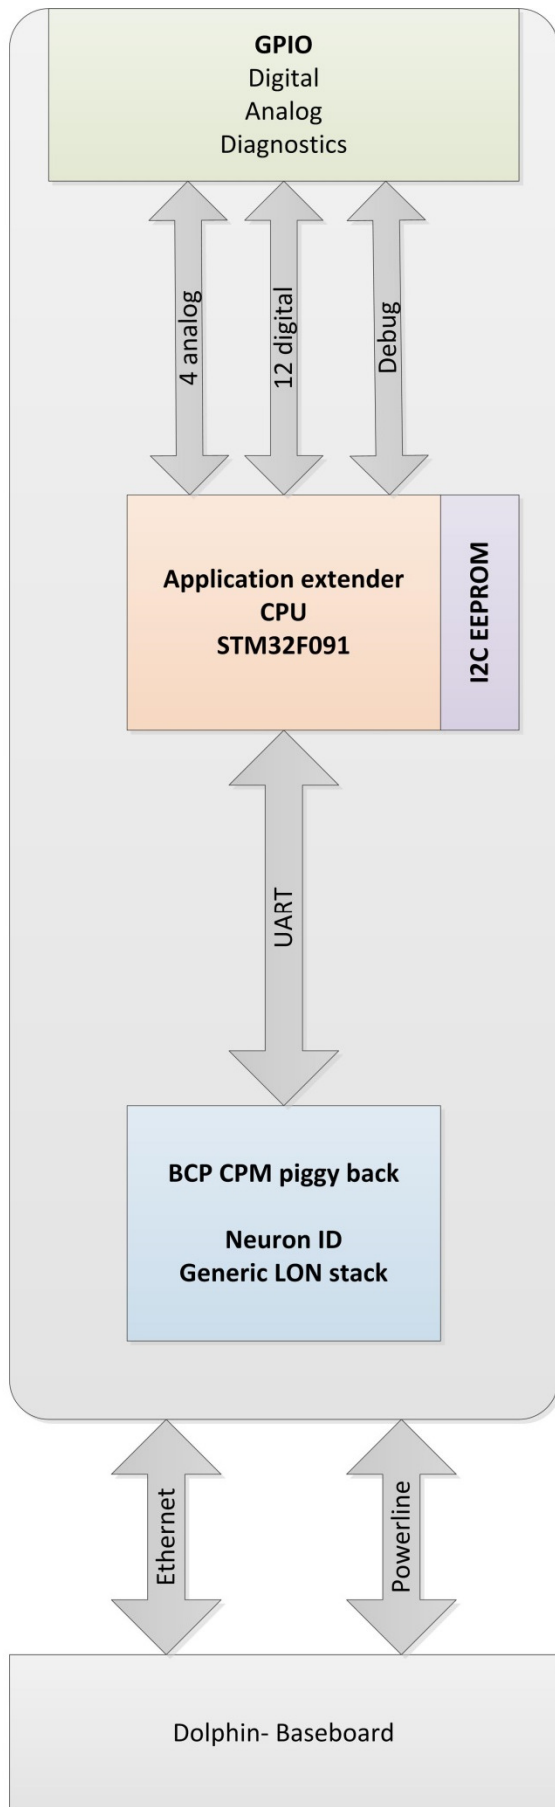 GPIO
Digital
Analog
Diagnostics
4 analog
12 digital
Debug
Application extender
CPU
STM32F091
I2C EEPROM
UART
BCP CPM piggy back
Neuron ID
Generic LON stack
Ethernet
Powerline
Dolphin- Baseboard